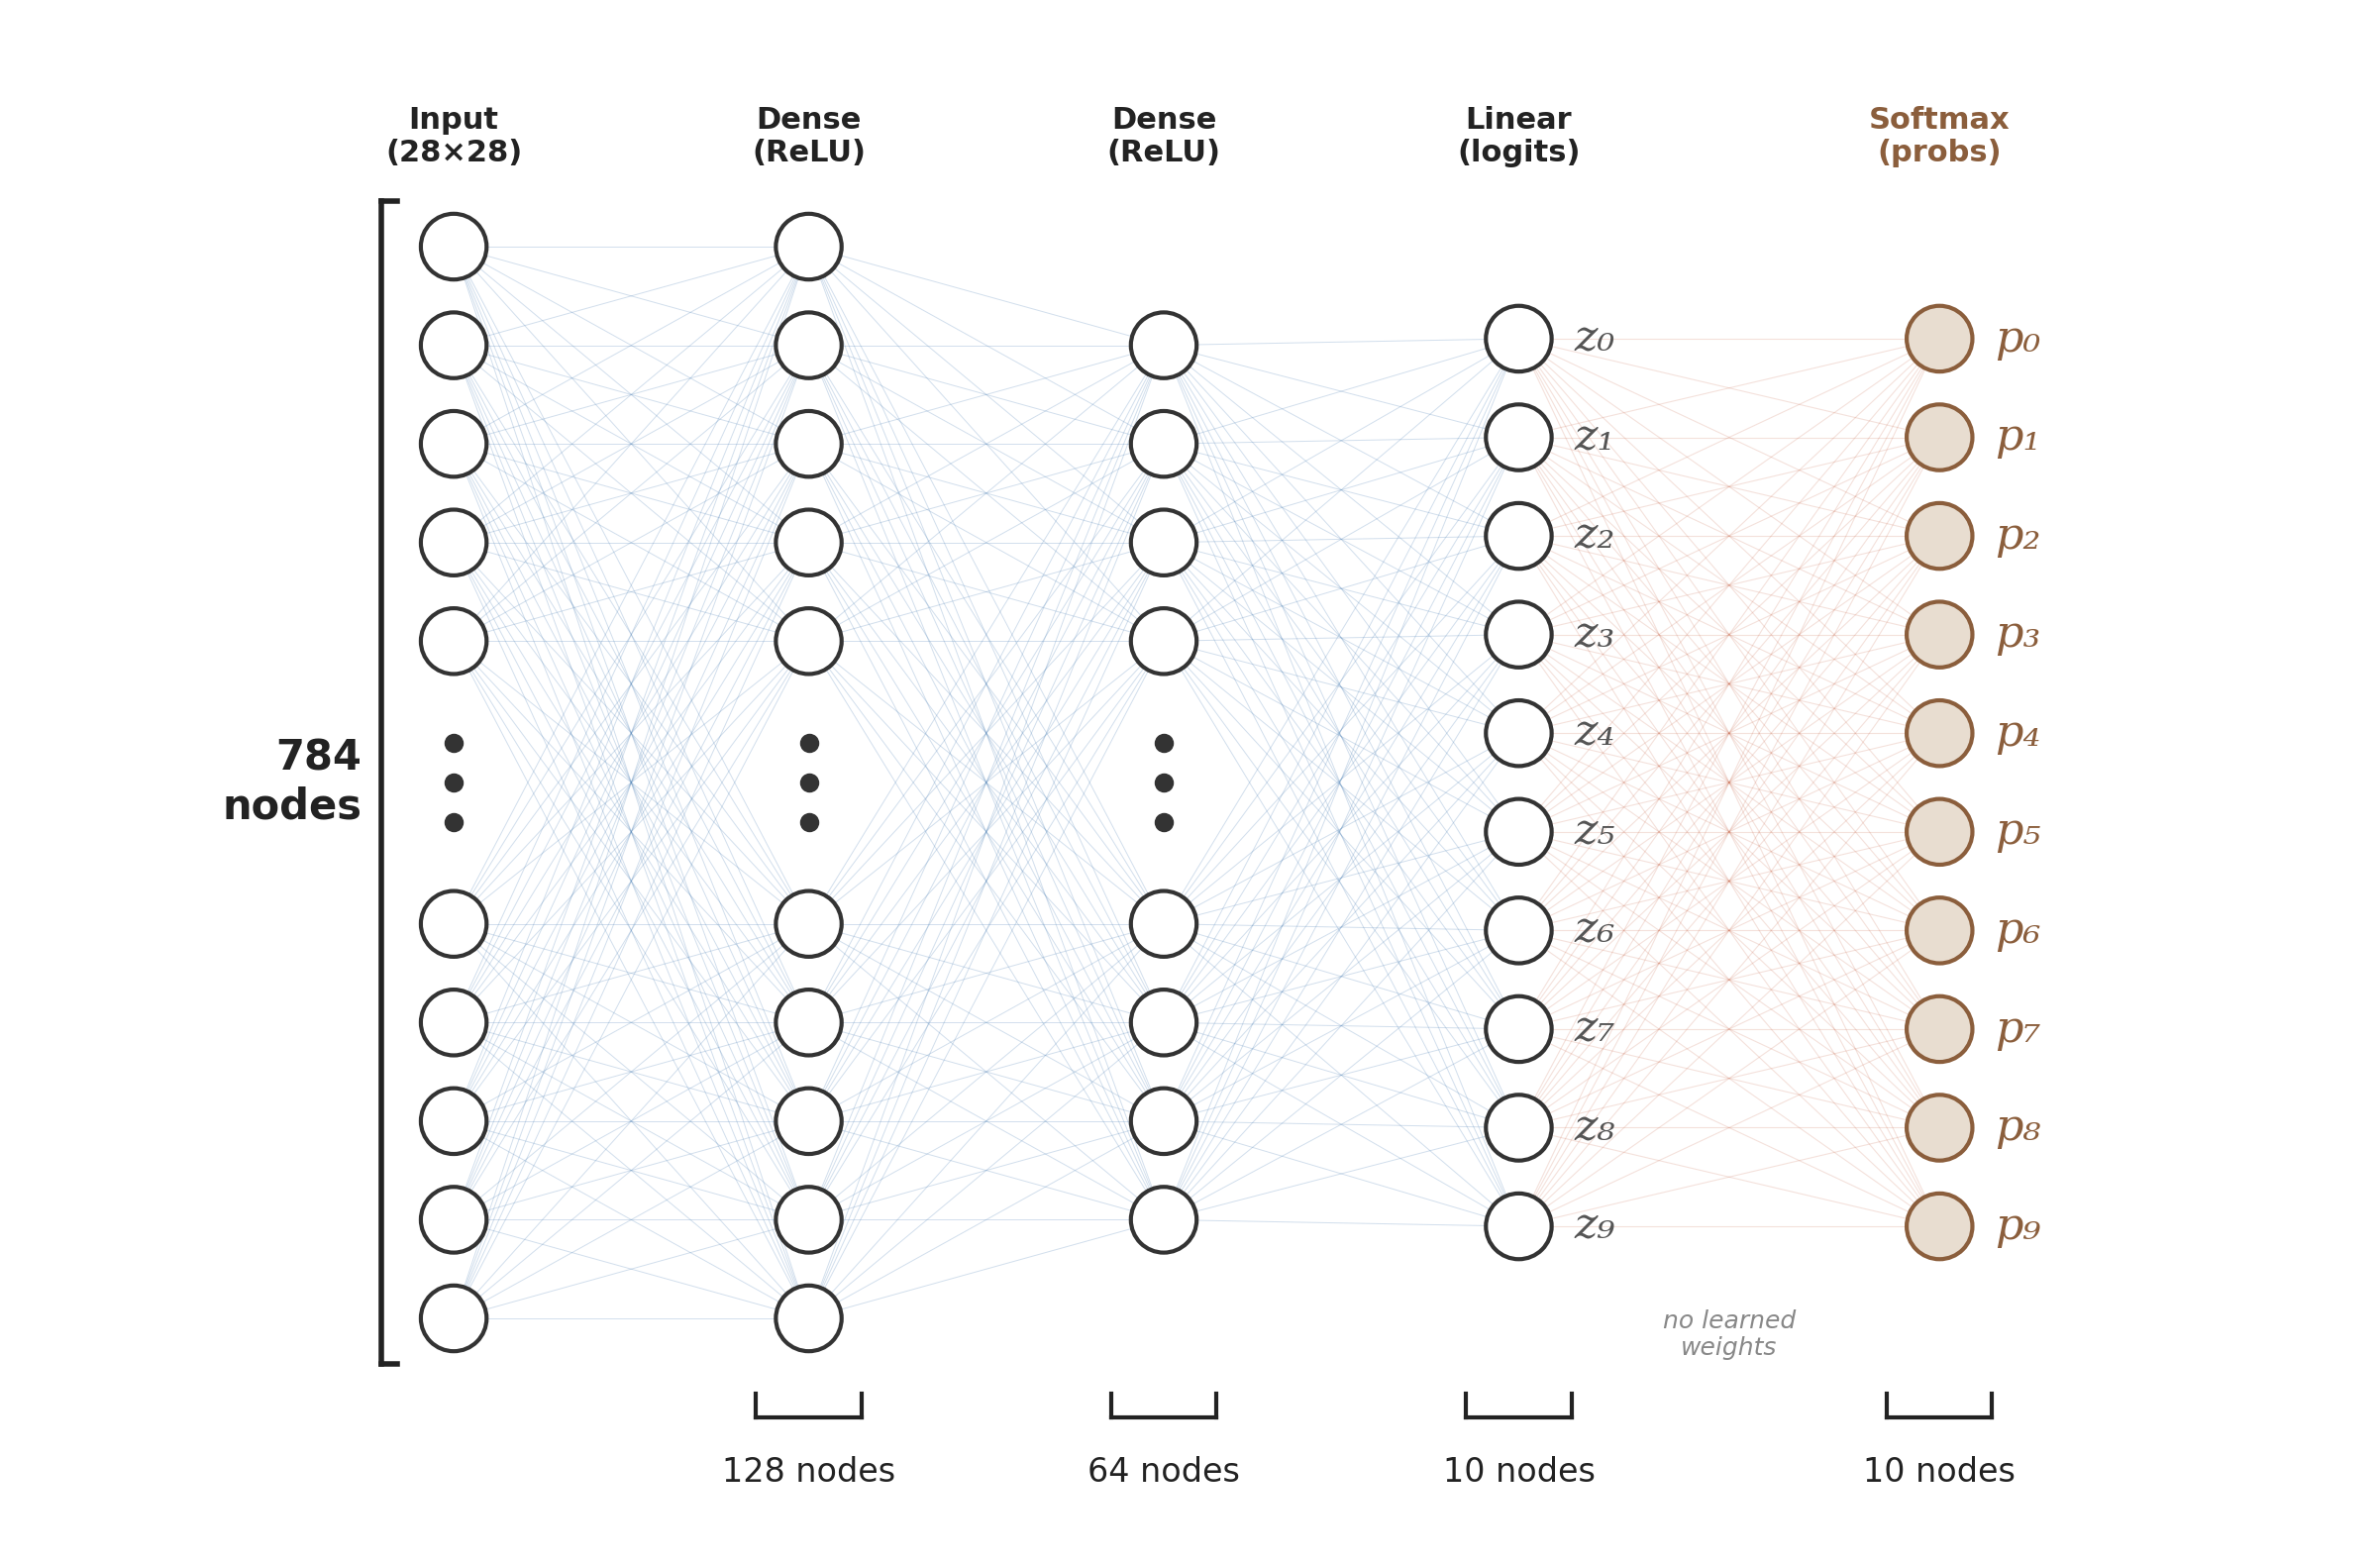 Input
(28×28)
Dense
(ReLU)
Dense
(ReLU)
Linear
(logits)
Softmax
(probs)
784
nodes
z₀
z₁
z₂
z₃
z₄
z₅
z₆
z₇
z₈
z₉
p₀
p₁
p₂
p₃
p₄
p₅
p₆
p₇
p₈
p₉
no learned
weights
128 nodes
64 nodes
10 nodes
10 nodes